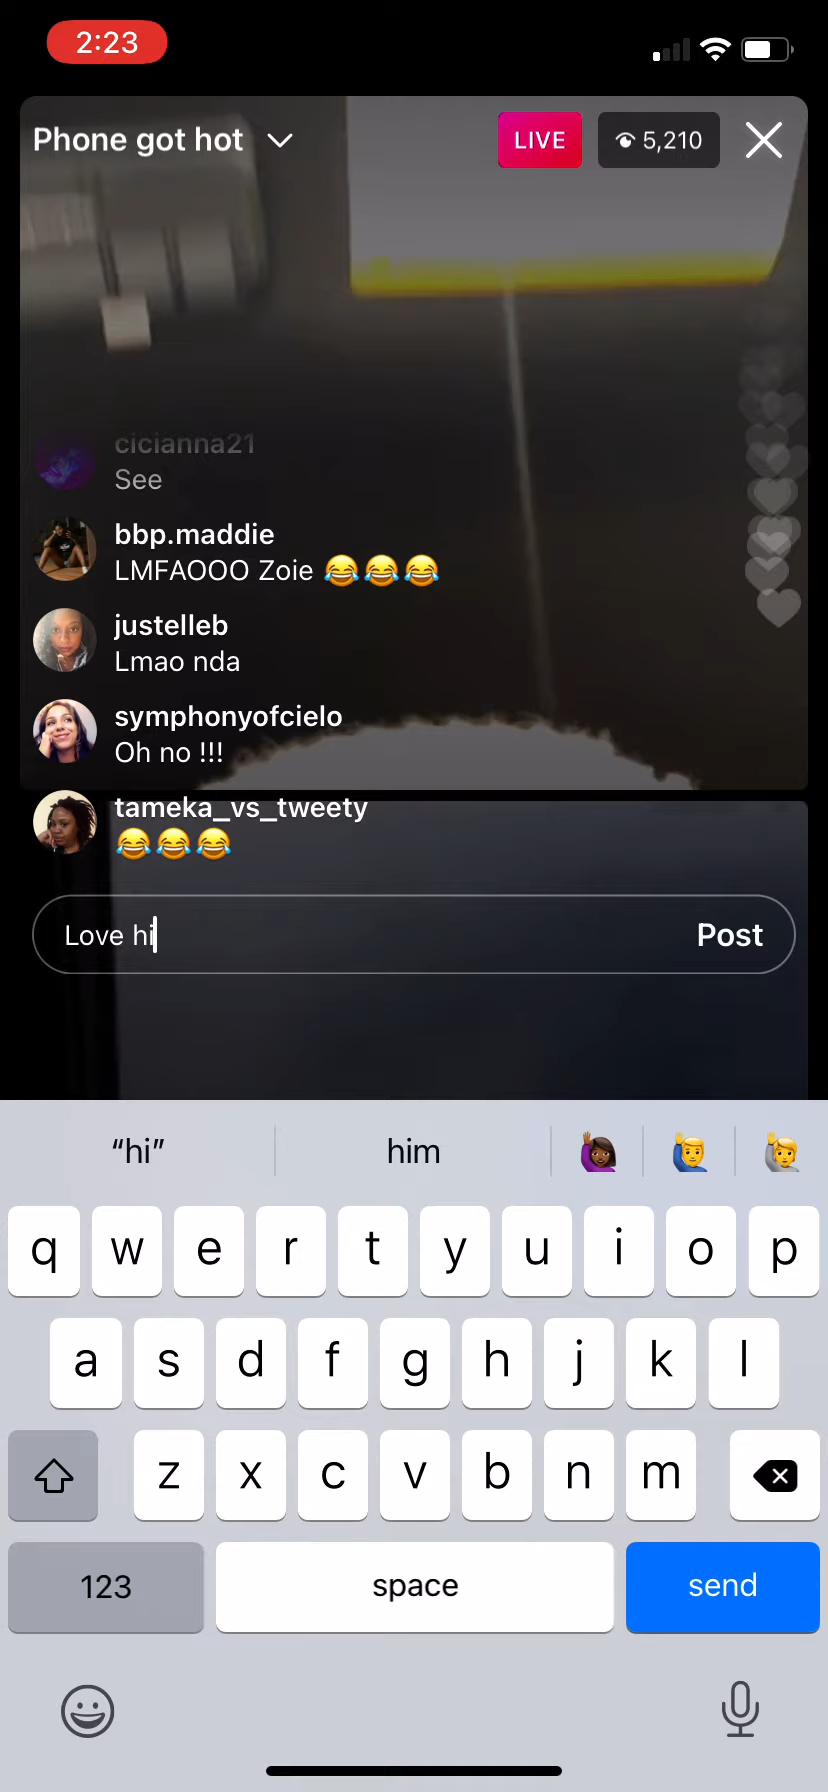 2:23
Phone got hot
LIVE
5,210
cicianna21
See
bbp.maddie
LMFAOOO Zoie 😂😂😂
justelleb
Lmao nda
symphonyofcielo
Oh no !!!
tameka_vs_tweety
😂😂😂
Love hi
Post
“hi” him 🙋🏾‍♀️ 🙋‍♂️ 🙋
q w e r t y u i o p
a s d f g h j k l
z x c v b n m
123 space send